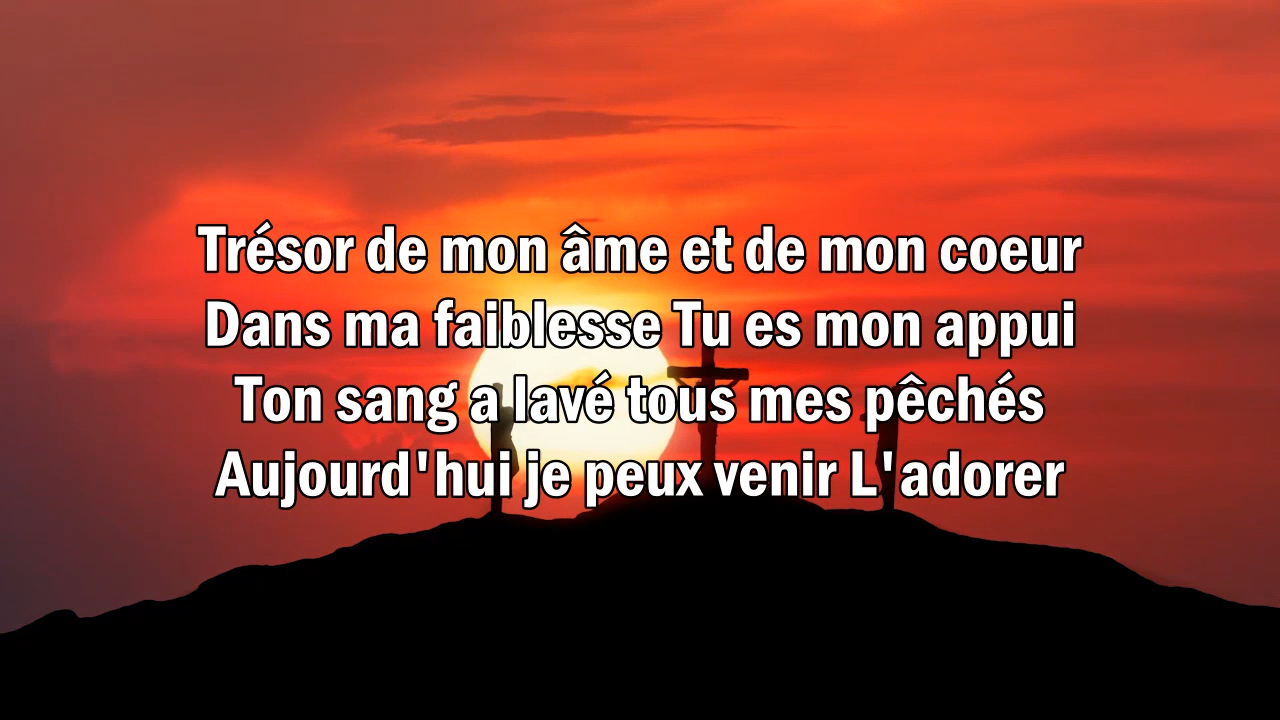 Trésor de mon âme et de mon coeur
Dans ma faiblesse Tu es mon appui
Ton sang a lavé tous mes pêchés
Aujourd'hui je peux venir L'adorer